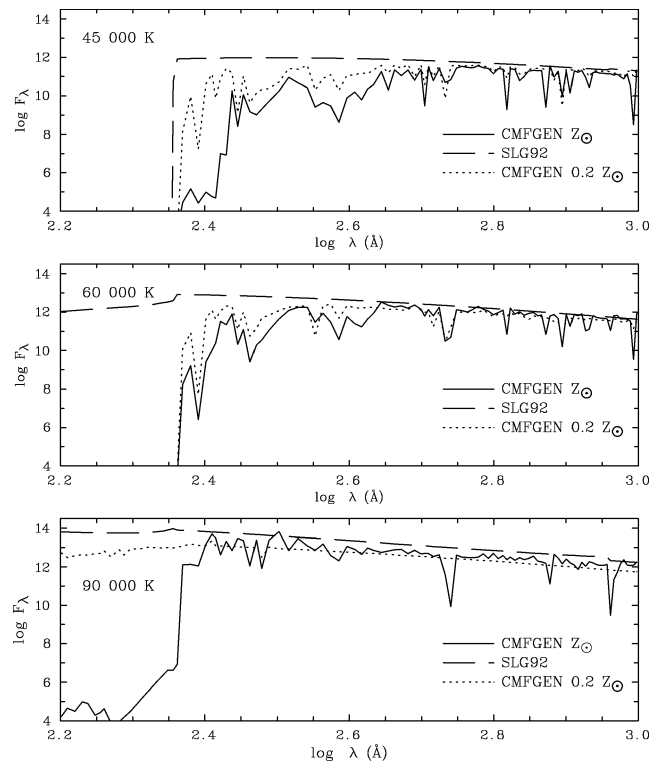 14
12
10
8
6
4
log Fλ
45 000 K
CMFGEN Z⊙
SLG92
CMFGEN 0.2 Z⊙
2.2 2.4 2.6 2.8 3.0
log λ (Å)
14
12
10
8
6
4
log Fλ
60 000 K
CMFGEN Z⊙
SLG92
CMFGEN 0.2 Z⊙
2.2 2.4 2.6 2.8 3.0
log λ (Å)
14
12
10
8
6
4
log Fλ
90 000 K
CMFGEN Z⊙
SLG92
CMFGEN 0.2 Z⊙
2.2 2.4 2.6 2.8 3.0
log λ (Å)